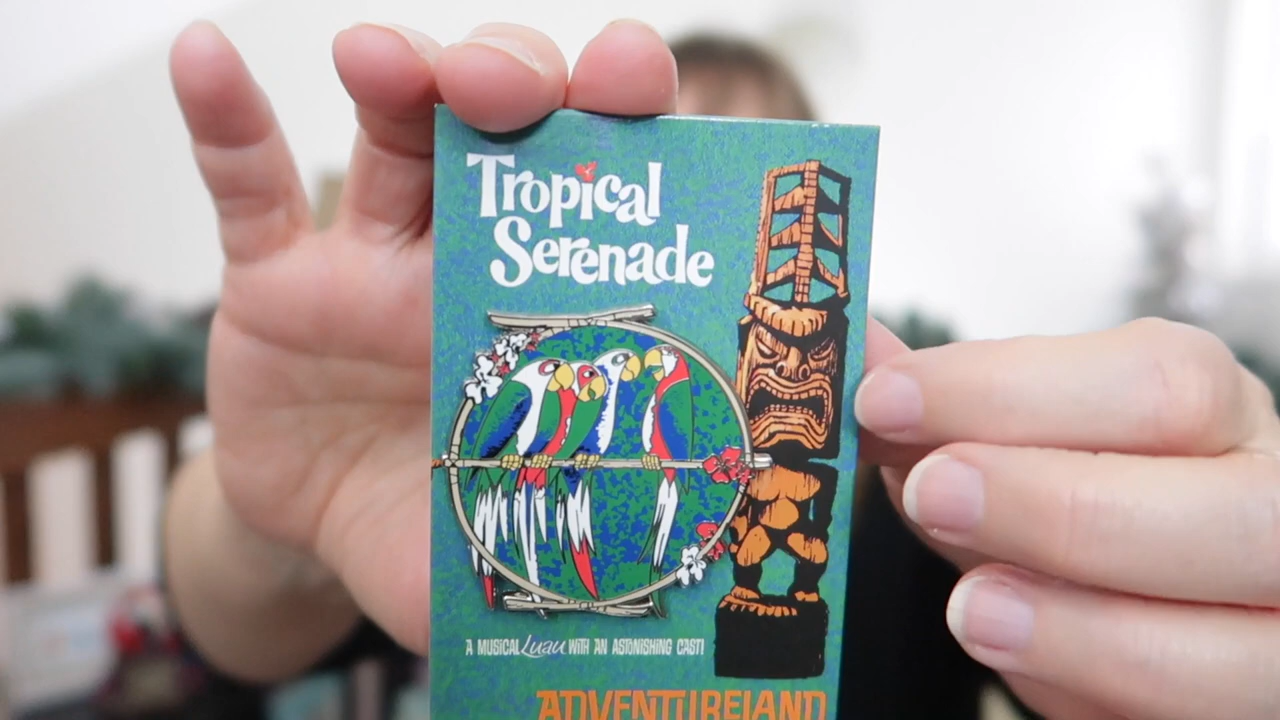 Tropical
Serenade
A MUSICAL Luau WITH AN ASTONISHING CAST!
ADVENTURELAND